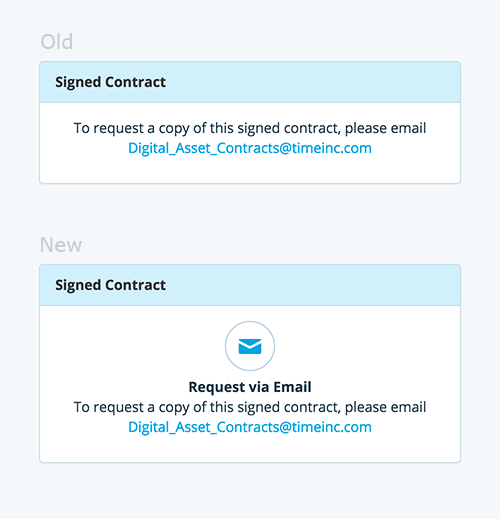 Old
Signed Contract
To request a copy of this signed contract, please email
Digital_Asset_Contracts@timeinc.com
New
Signed Contract
Request via Email
To request a copy of this signed contract, please email
Digital_Asset_Contracts@timeinc.com